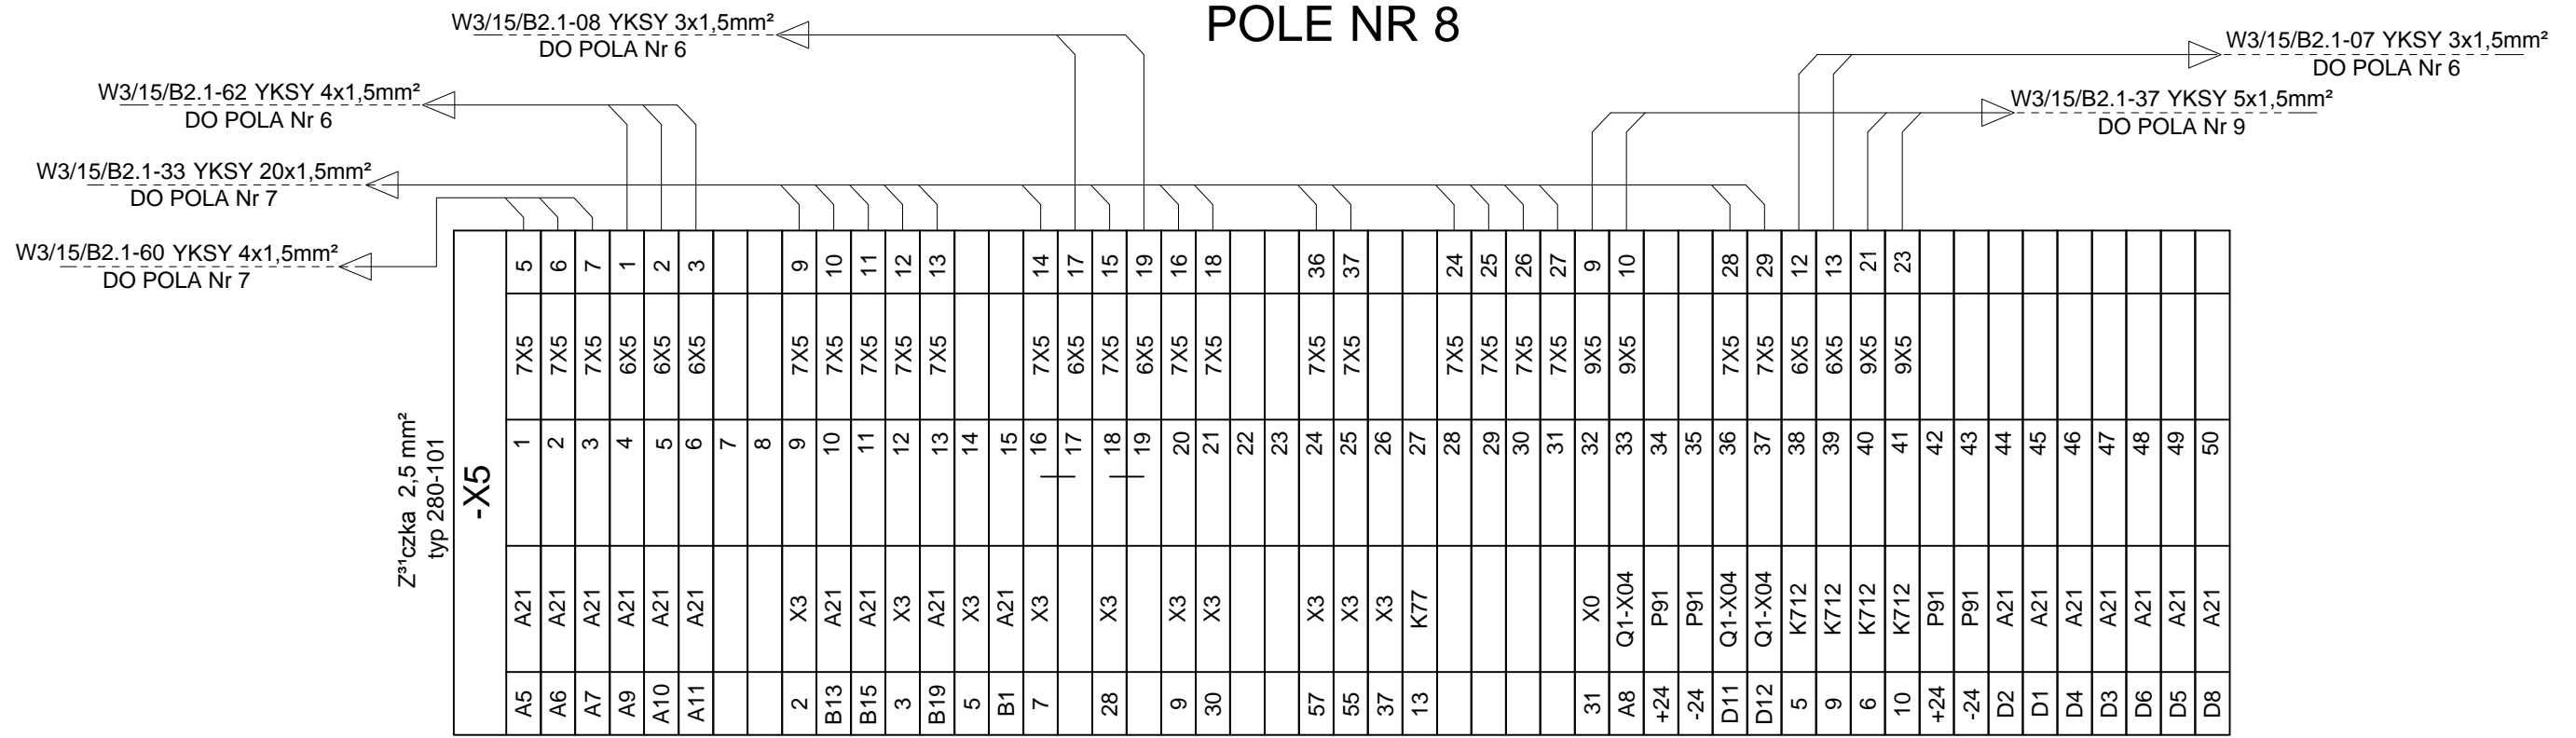 POLE NR 8
W3/15/B2.1-08 YKSY 3x1,5mm²
DO POLA Nr 6
W3/15/B2.1-07 YKSY 3x1,5mm²
DO POLA Nr 6
W3/15/B2.1-62 YKSY 4x1,5mm²
DO POLA Nr 6
W3/15/B2.1-37 YKSY 5x1,5mm²
DO POLA Nr 9
W3/15/B2.1-33 YKSY 20x1,5mm²
DO POLA Nr 7
W3/15/B2.1-60 YKSY 4x1,5mm²
DO POLA Nr 7
Z³¹czka 2,5 mm²
typ 280-101
-X5
5 6 7 1 2 3 9 10 11 12 13 14 17 15 19 16 18 36 37 24 25 26 27 9 10 28 29 12 13 21 23
7X5 7X5 7X5 6X5 6X5 6X5 7X5 7X5 7X5 7X5 7X5 7X5 6X5 7X5 6X5 7X5 7X5 7X5 7X5 7X5 7X5 7X5 7X5 9X5 9X5 7X5 7X5 6X5 6X5 9X5 9X5
1 2 3 4 5 6 7 8 9 10 11 12 13 14 15 16 17 18 19 20 21 22 23 24 25 26 27 28 29 30 31 32 33 34 35 36 37 38 39 40 41 42 43 44 45 46 47 48 49 50
A21 A21 A21 A21 A21 A21 X3 A21 A21 X3 A21 X3 A21 X3 X3 X3 X3 X3 X3 X3 K77 X0 Q1-X04 P91 P91 Q1-X04 Q1-X04 K712 K712 K712 K712 P91 P91 A21 A21 A21 A21 A21 A21 A21
A5 A6 A7 A9 A10 A11 2 B13 B15 3 B19 5 B1 7 28 9 30 57 55 37 13 31 A8 +24 -24 D11 D12 5 9 6 10 +24 -24 D2 D1 D4 D3 D6 D5 D8